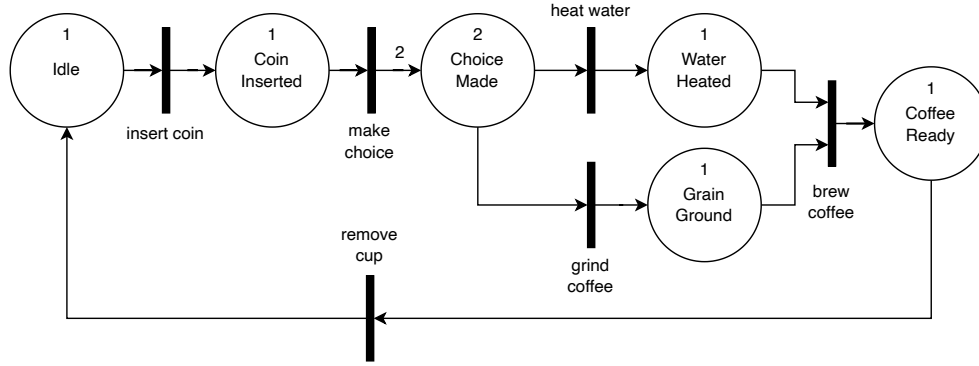 heat water
1
Idle
insert coin
1
Coin
Inserted
make
choice
2
2
Choice
Made
1
Water
Heated
1
Grain
Ground
grind
coffee
brew
coffee
1
Coffee
Ready
remove
cup